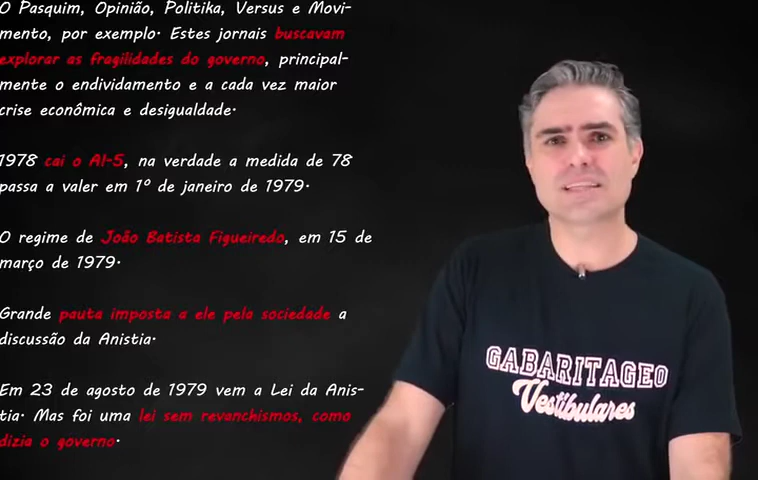 O Pasquim, Opinião, Politika, Versus e Movi-
mento, por exemplo. Estes jornais buscavam
explorar as fragilidades do governo, principal-
mente o endividamento e a cada vez maior
crise econômica e desigualdade.
1978 cai o AI-5, na verdade a medida de 78
passa a valer em 1º de janeiro de 1979.
O regime de João Batista Figueiredo, em 15 de
março de 1979.
Grande pauta imposta a ele pela sociedade a
discussão da Anistia.
Em 23 de agosto de 1979 vem a Lei da Anis-
tia. Mas foi uma lei sem revanchismos, como
dizia o governo.
GABARITAGEO
Vestibulares